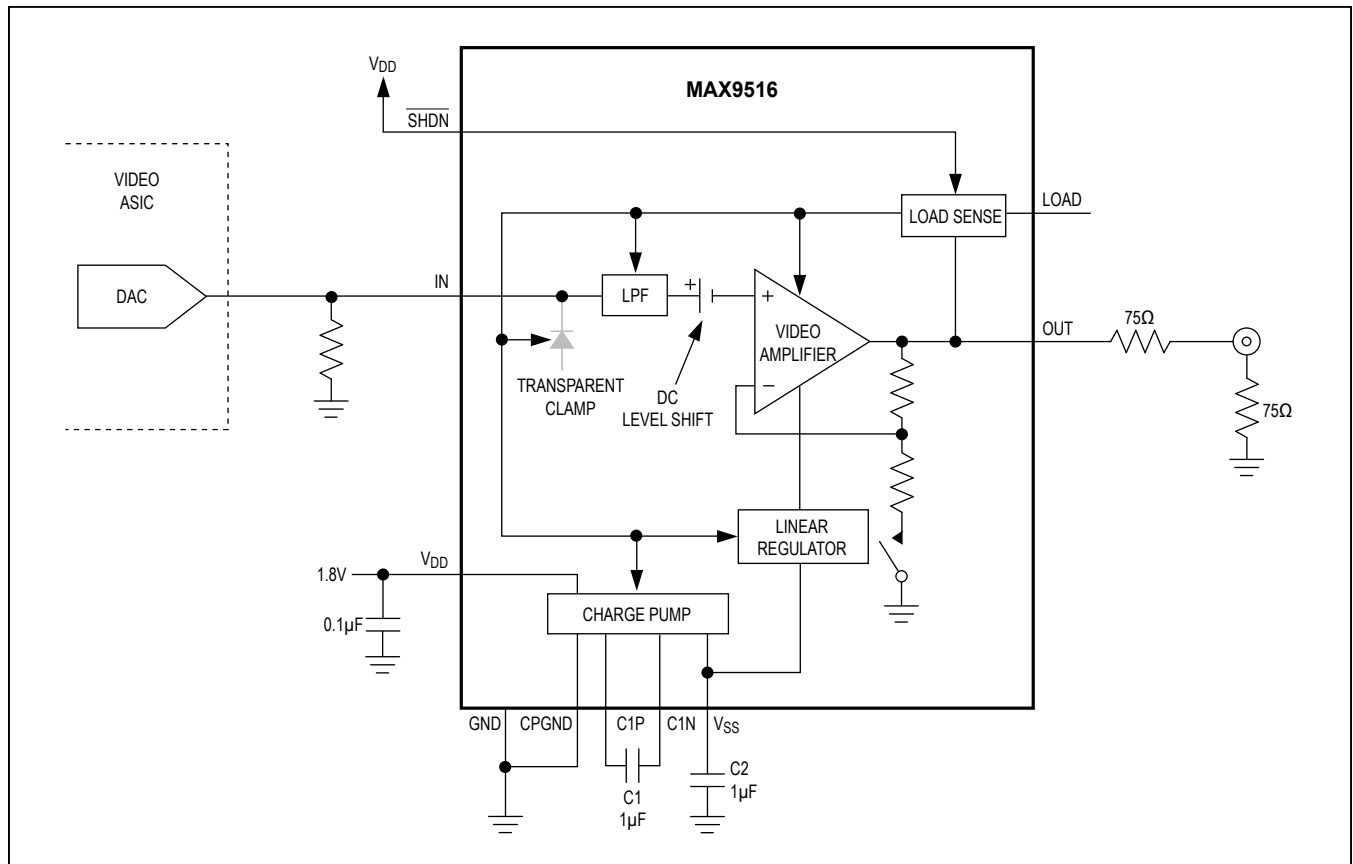 MAX9516
VDD
SHDN
VIDEO
ASIC
LOAD SENSE
LOAD
DAC
IN
LPF
+
+
−
VIDEO
AMPLIFIER
OUT
75Ω
75Ω
TRANSPARENT
CLAMP
DC
LEVEL SHIFT
LINEAR
REGULATOR
1.8V
VDD
0.1µF
CHARGE PUMP
GND
CPGND
C1P
C1N
VSS
C1
1µF
C2
1µF